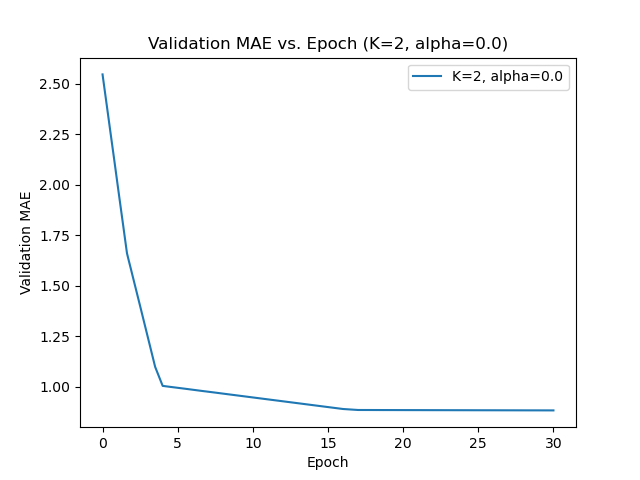 Validation MAE vs. Epoch (K=2, alpha=0.0)
K=2, alpha=0.0
2.50
2.25
2.00
1.75
1.50
1.25
1.00
Validation MAE
0 5 10 15 20 25 30
Epoch